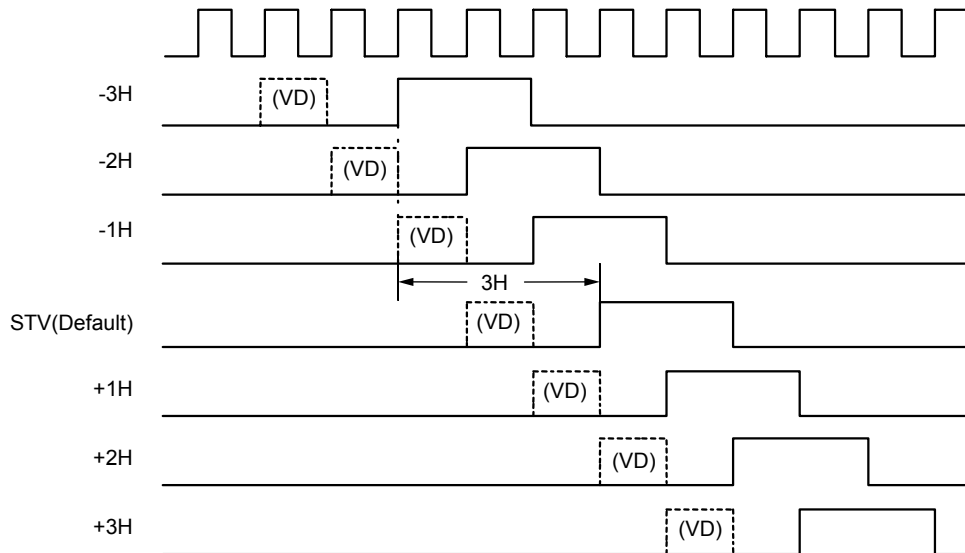 -3H (VD)
-2H (VD)
-1H (VD)
3H
STV(Default) (VD)
+1H (VD)
+2H (VD)
+3H (VD)